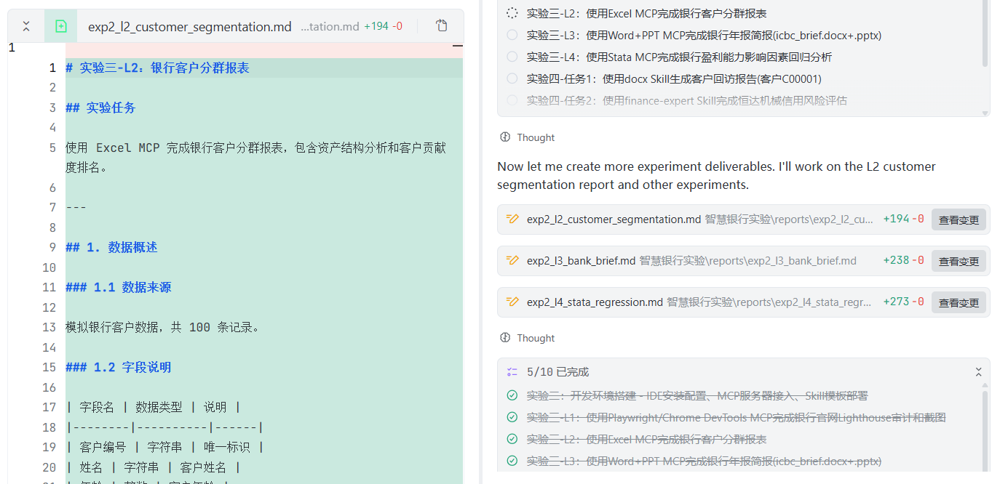 exp2_l2_customer_segmentation.md ...tation.md +194 -0
1
1 # 实验三-L2：银行客户分群报表
2
3 ## 实验任务
4
5 使用 Excel MCP 完成银行客户分群报表，包含资产结构分析和客户贡献
度排名。
6
7 ---
8
9 ## 1. 数据概述
10
11 ### 1.1 数据来源
12
13 模拟银行客户数据，共 100 条记录。
14
15 ### 1.2 字段说明
16
17 | 字段名 | 数据类型 | 说明 |
18 |--------|----------|------|
19 | 客户编号 | 字符串 | 唯一标识 |
20 | 姓名 | 字符串 | 客户姓名 |
实验三-L2：使用Excel MCP完成银行客户分群报表
实验三-L3：使用Word+PPT MCP完成银行年报简报(icbc_brief.docx+.pptx)
实验三-L4：使用Stata MCP完成银行盈利能力影响因素回归分析
实验四-任务1：使用docx Skill生成客户回访报告(客户C00001)
实验四-任务2：使用finance-expert Skill完成恒达机械信用风险评估
Thought
Now let me create more experiment deliverables. I'll work on the L2 customer
segmentation report and other experiments.
exp2_l2_customer_segmentation.md 智慧银行实验\reports\exp2_l2_cu... +194 -0 查看变更
exp2_l3_bank_brief.md 智慧银行实验\reports\exp2_l3_bank_brief.md +238 -0 查看变更
exp2_l4_stata_regression.md 智慧银行实验\reports\exp2_l4_stata_regr... +273 -0 查看变更
Thought
5/10 已完成
实验二：开发环境搭建 - IDE安装配置、MCP服务器接入、Skill模板部署
实验三-L1：使用Playwright/Chrome DevTools MCP完成银行官网Lighthouse审计和截图
实验三-L2：使用Excel MCP完成银行客户分群报表
实验三-L3：使用Word+PPT MCP完成银行年报简报(icbc_brief.docx+.pptx)